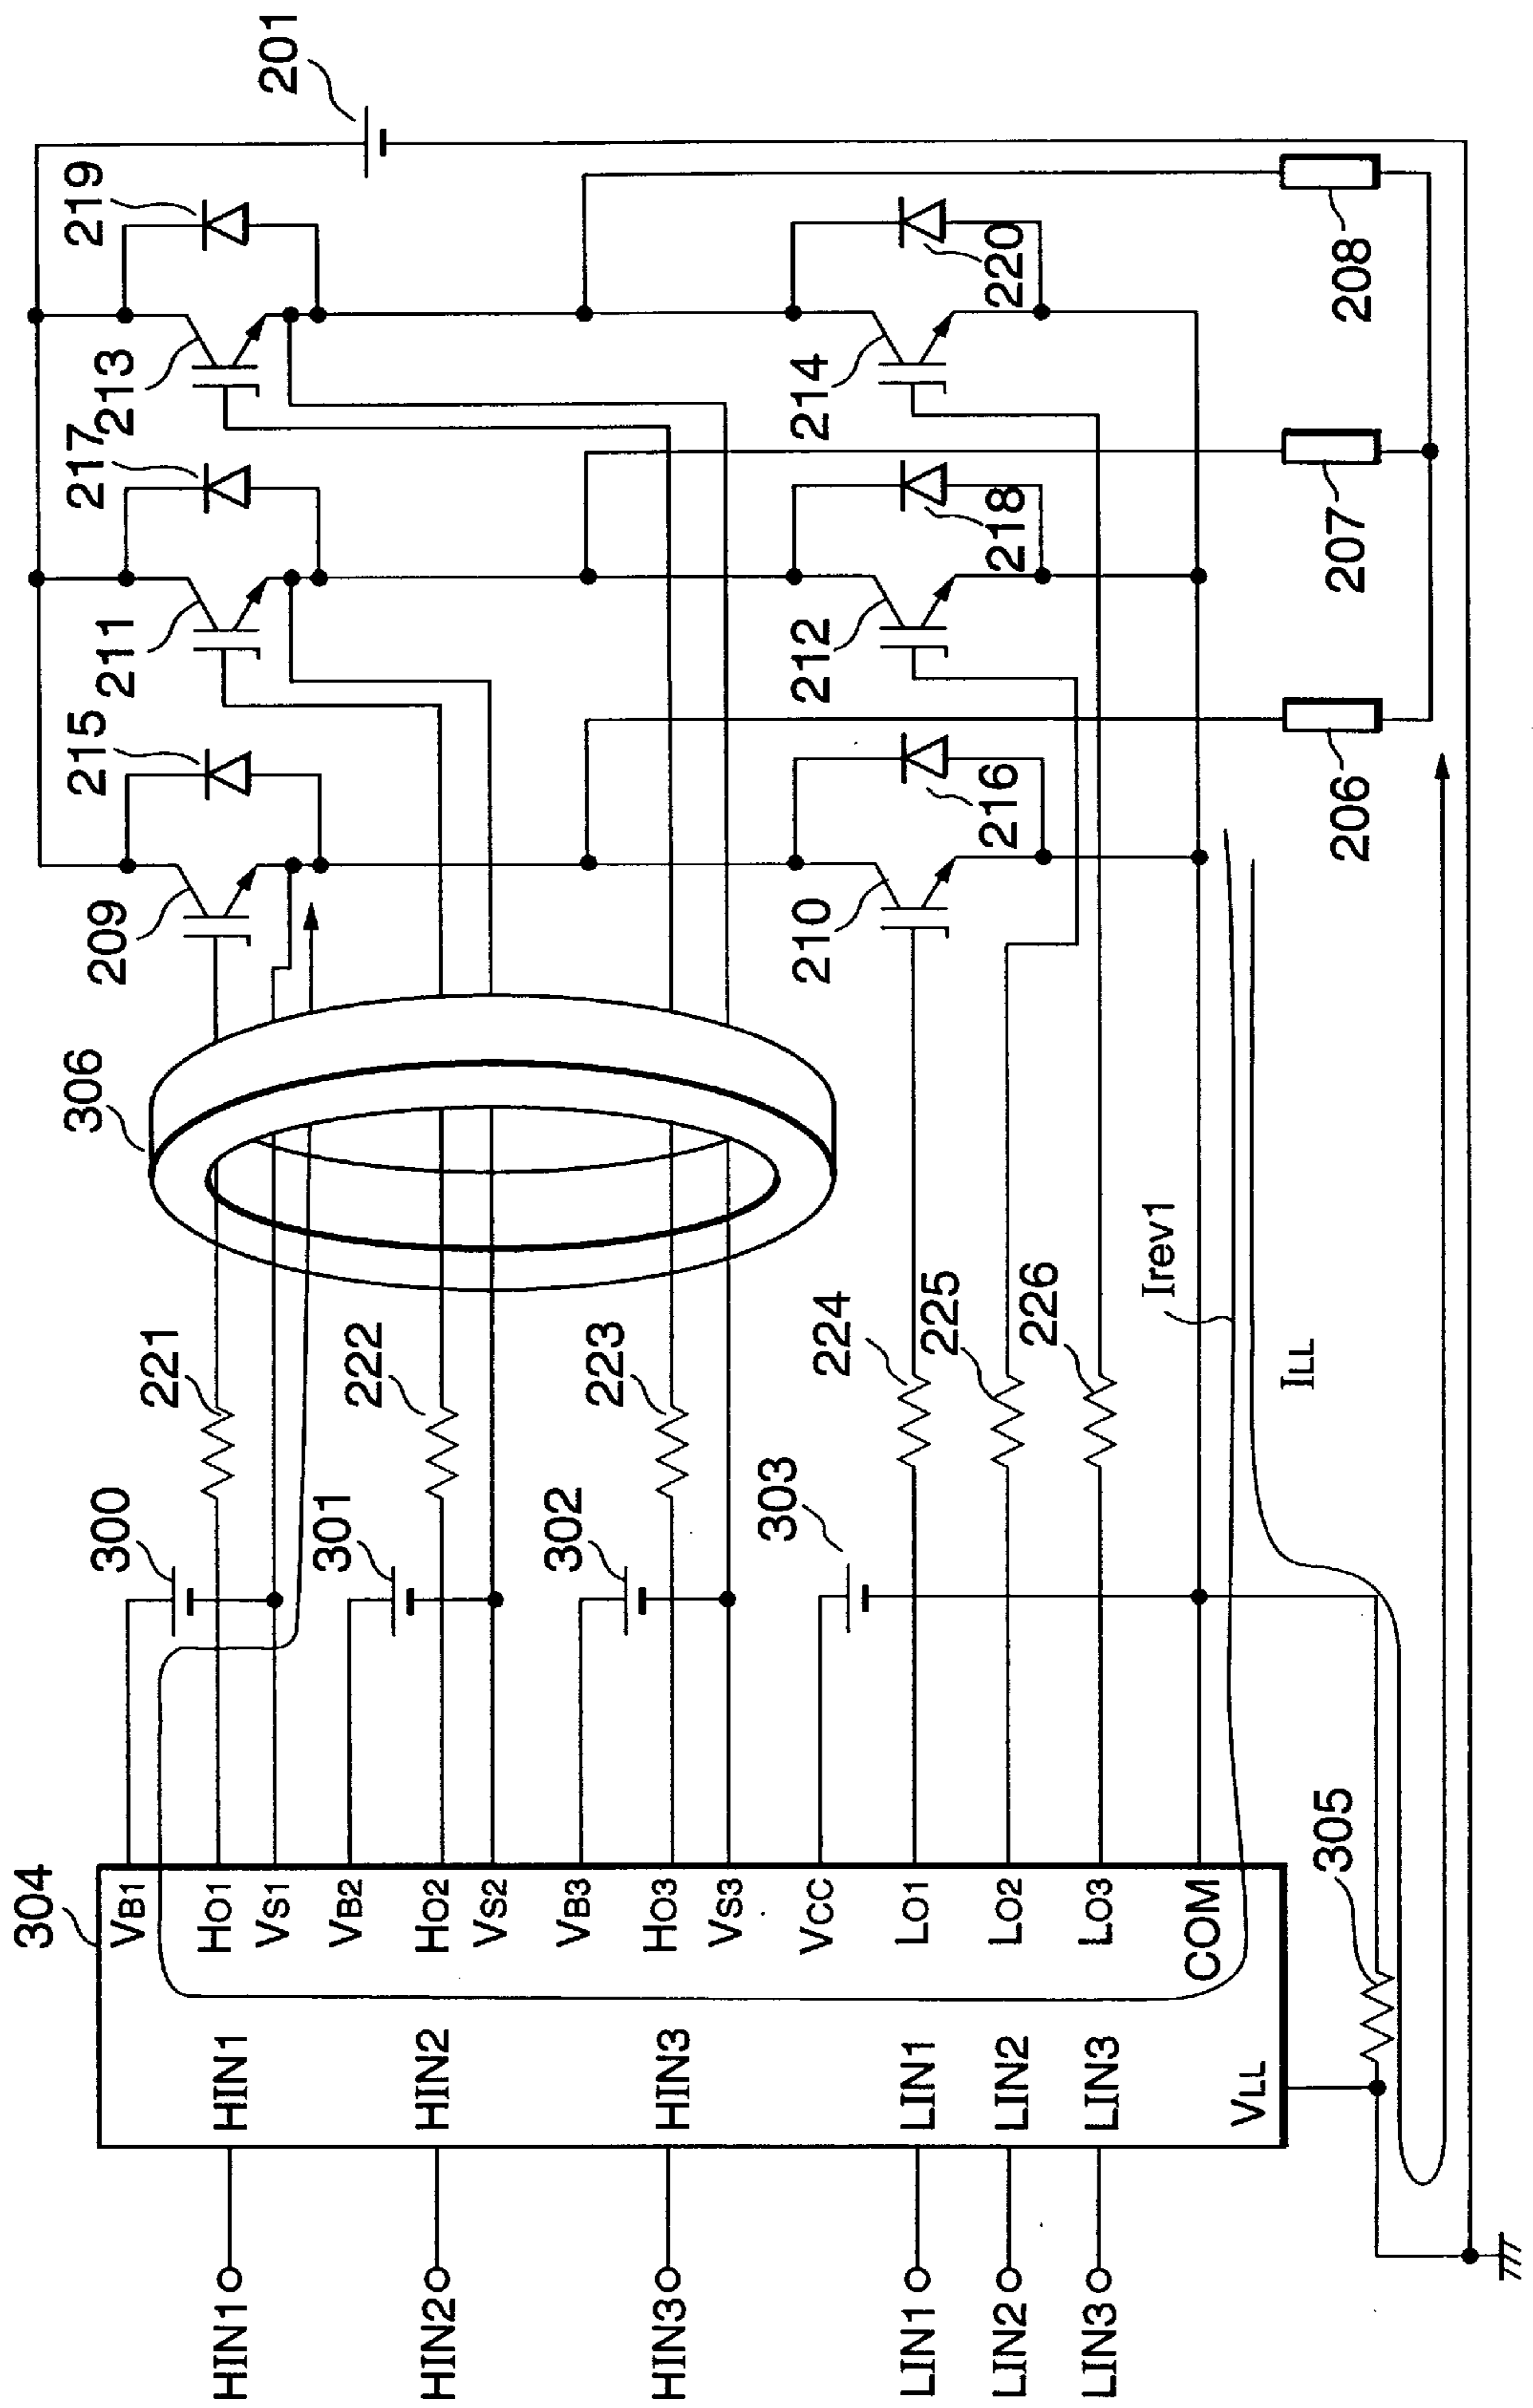 201
219
213
217
211
215
209
306
220
214
218
212
216
210
208
207
206
221
222
223
224
225
226
Irev1
ILL
300
301
302
303
304
305
VB1
HO1
VS1
VB2
HO2
VS2
VB3
HO3
VS3
VCC
LO1
LO2
LO3
COM
HIN1
HIN2
HIN3
LIN1
LIN2
LIN3
VLL
HIN1
HIN2
HIN3
LIN1
LIN2
LIN3